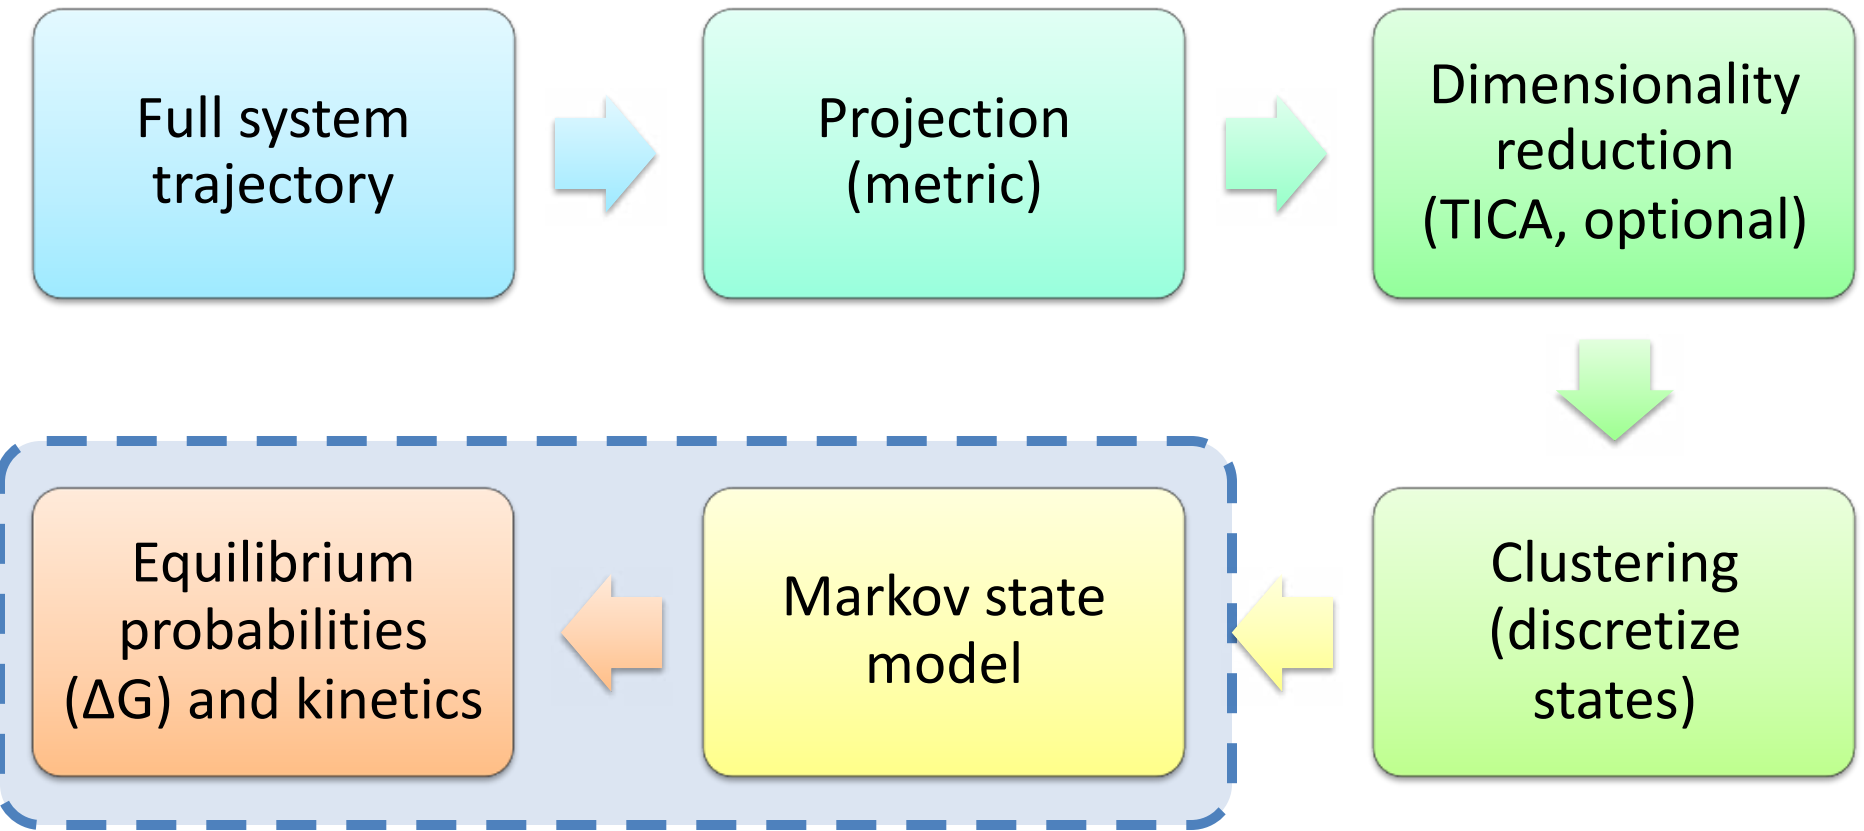 Full system
trajectory
Projection
(metric)
Dimensionality
reduction
(TICA, optional)
Clustering
(discretize
states)
Markov state
model
Equilibrium
probabilities
(ΔG) and kinetics